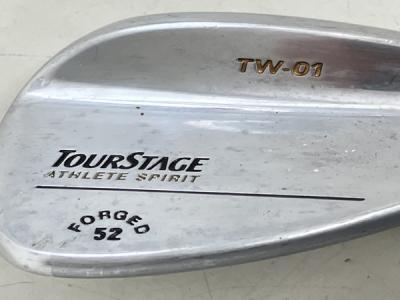 TW-01
TOURSTAGE
ATHLETE SPIRIT
FORGED
52